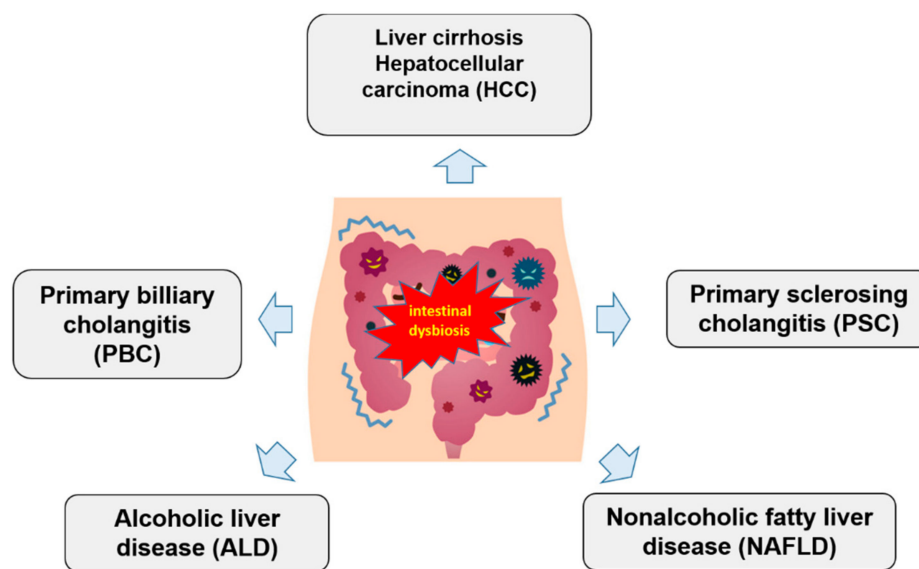 Liver cirrhosis
Hepatocellular
carcinoma (HCC)
Primary billiary
cholangitis
(PBC)
intestinal
dysbiosis
Primary sclerosing
cholangitis (PSC)
Alcoholic liver
disease (ALD)
Nonalcoholic fatty liver
disease (NAFLD)